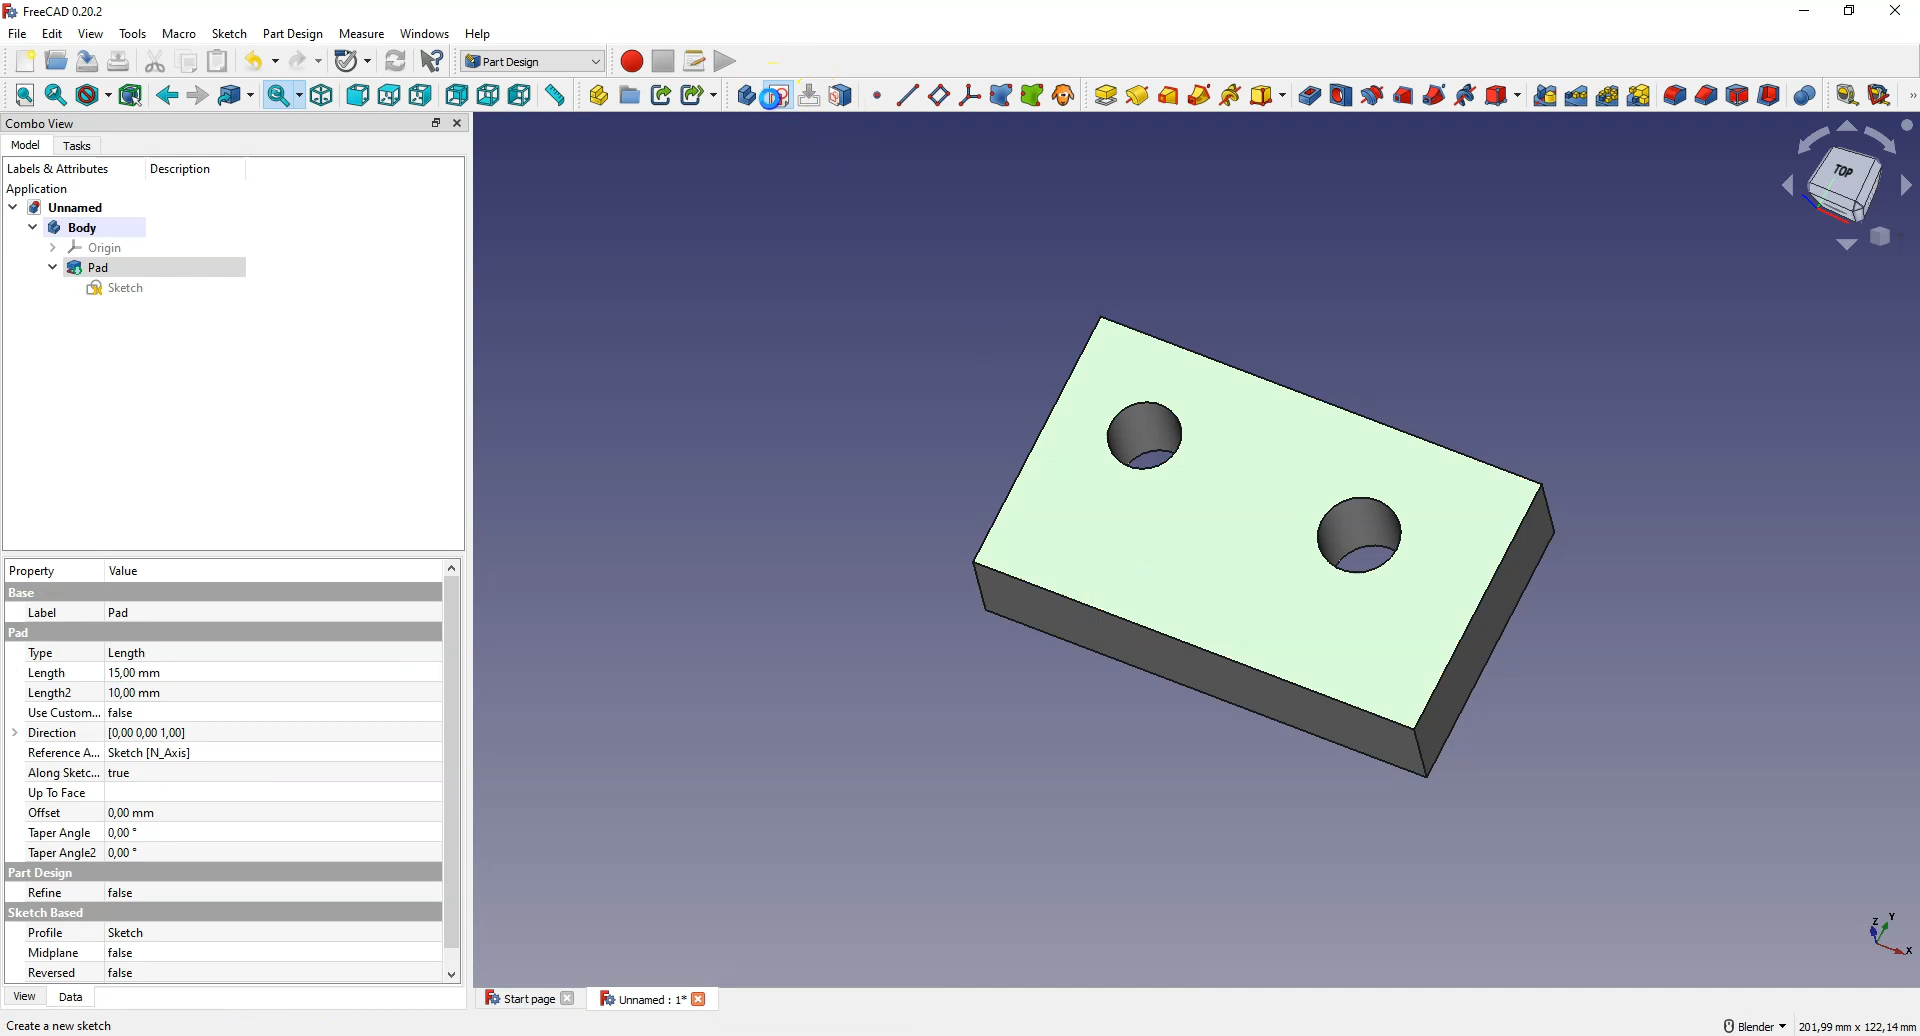 FreeCAD 0.20.2
File Edit View Tools Macro Sketch Part Design Measure Windows Help
Part Design
Combo View
Model Tasks
Labels & Attributes Description
Application
Unnamed
Body
Origin
Pad
Sketch
TOP
Property Value
Base
Label Pad
Pad
Type Length
Length 15,00 mm
Length2 10,00 mm
Use Custom... false
Direction [0,00 0,00 1,00]
Reference A... Sketch [N_Axis]
Along Sketc... true
Up To Face
Offset 0,00 mm
Taper Angle 0,00 °
Taper Angle2 0,00 °
Part Design
Refine false
Sketch Based
Profile Sketch
Midplane false
Reversed false
Z Y X
View Data
Start page Unnamed : 1*
Create a new sketch
Blender 201,99 mm x 122,14 mm